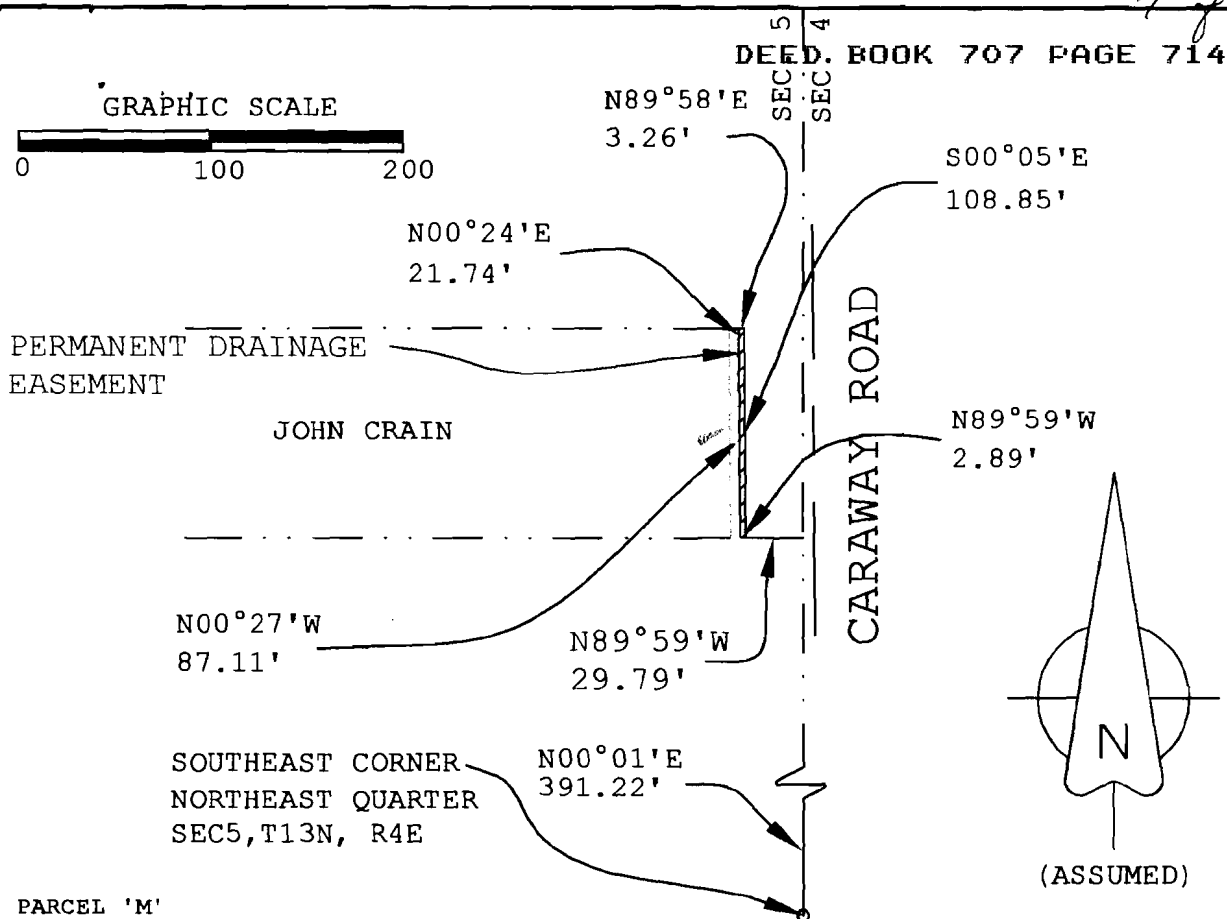 DEED. BOOK 707 PAGE 714
SEC 5
SEC 4
GRAPHIC SCALE
0 100 200
N89°58'E
3.26'
S00°05'E
108.85'
N00°24'E
21.74'
PERMANENT DRAINAGE
EASEMENT
JOHN CRAIN
CARAWAY ROAD
N89°59'W
2.89'
N00°27'W
87.11'
N89°59'W
29.79'
SOUTHEAST CORNER
NORTHEAST QUARTER
SEC5,T13N, R4E
N00°01'E
391.22'
N
(ASSUMED)
PARCEL 'M'